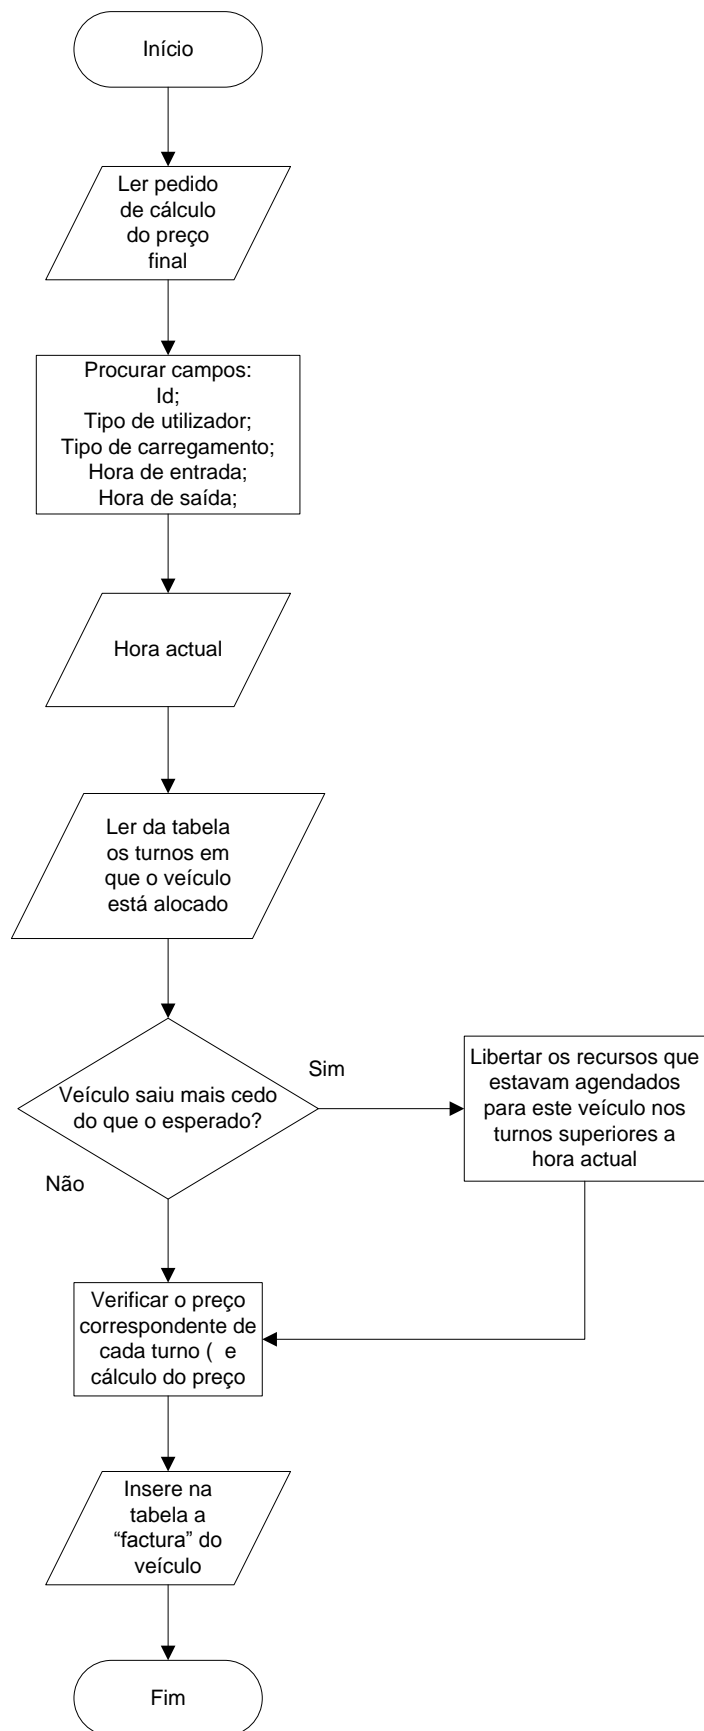 Início
Ler pedido
de cálculo
do preço
final
Procurar campos:
Id;
Tipo de utilizador;
Tipo de carregamento;
Hora de entrada;
Hora de saída;
Hora actual
Ler da tabela
os turnos em
que o veículo
está alocado
Veículo saiu mais cedo
do que o esperado?
Sim
Libertar os recursos que
estavam agendados
para este veículo nos
turnos superiores a
hora actual
Não
Verificar o preço
correspondente de
cada turno (  e
cálculo do preço
Insere na
tabela a
“factura” do
veículo
Fim